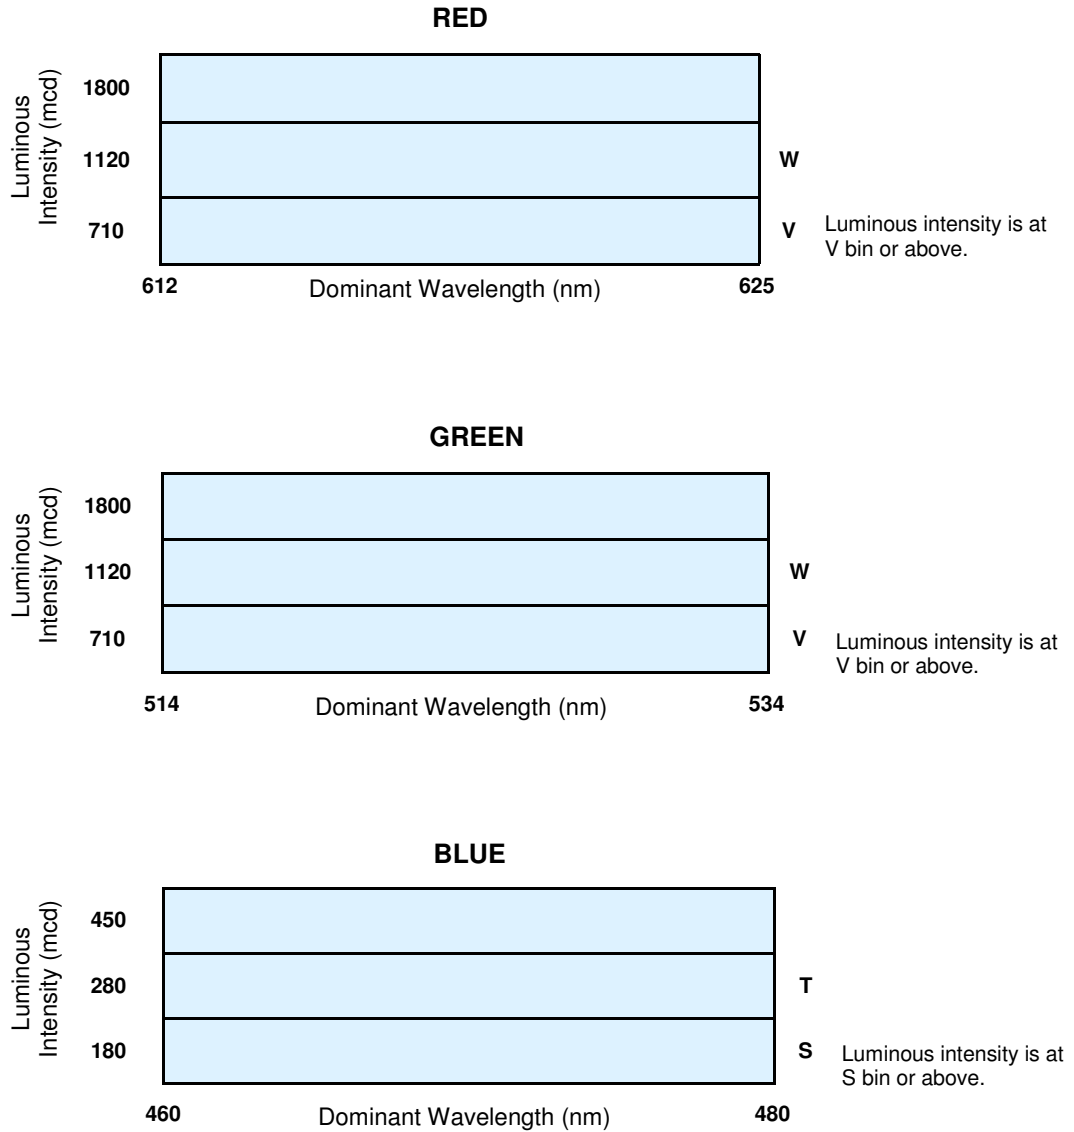 RED
Luminous
Intensity (mcd)
1800
1120 W
710 V Luminous intensity is at
V bin or above.
612 Dominant Wavelength (nm) 625
GREEN
Luminous
Intensity (mcd)
1800
1120 W
710 V Luminous intensity is at
V bin or above.
514 Dominant Wavelength (nm) 534
BLUE
Luminous
Intensity (mcd)
450
280 T
180 S Luminous intensity is at
S bin or above.
460 Dominant Wavelength (nm) 480